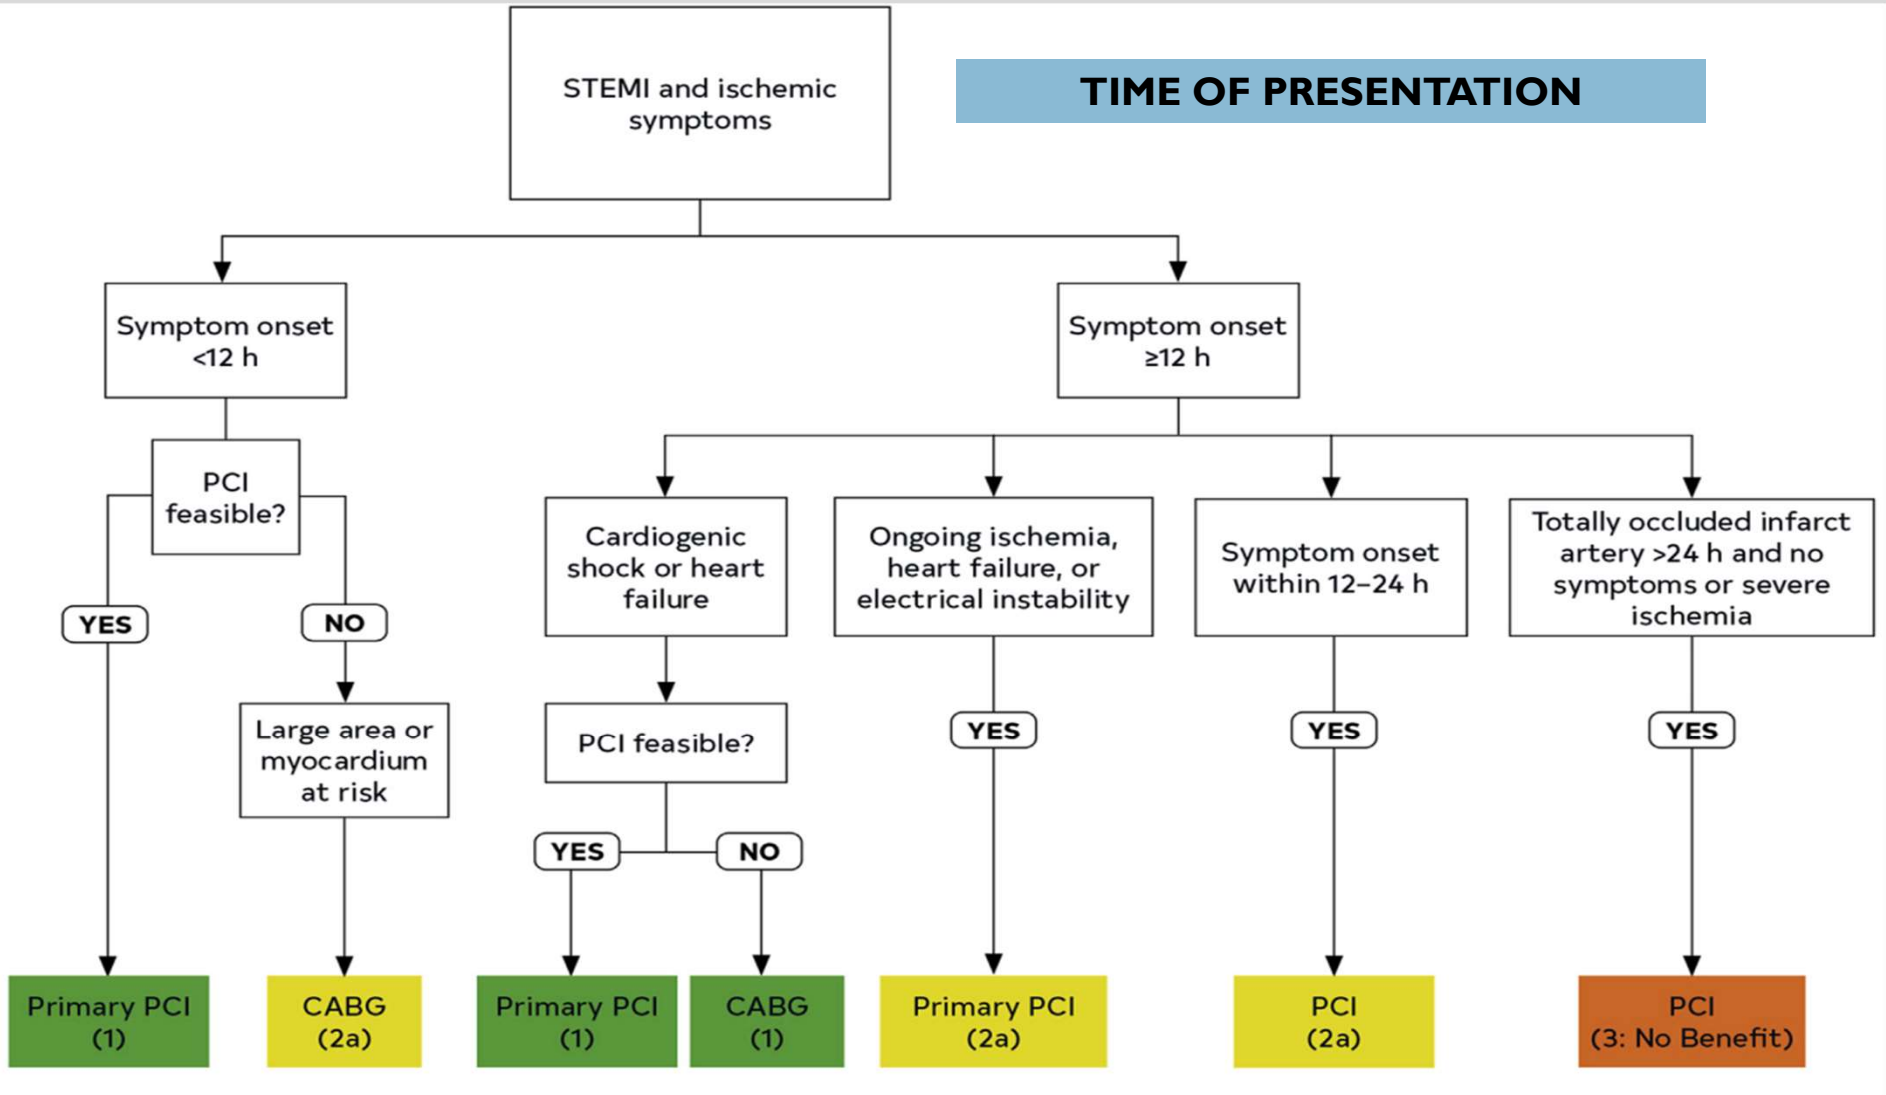 STEMI and ischemic
symptoms
TIME OF PRESENTATION
Symptom onset
<12 h
Symptom onset
≥12 h
PCI
feasible?
YES
NO
Large area or
myocardium
at risk
Cardiogenic
shock or heart
failure
PCI feasible?
YES
NO
Ongoing ischemia,
heart failure, or
electrical instability
YES
Symptom onset
within 12–24 h
YES
Totally occluded infarct
artery >24 h and no
symptoms or severe
ischemia
YES
Primary PCI
(1)
CABG
(2a)
Primary PCI
(1)
CABG
(1)
Primary PCI
(2a)
PCI
(2a)
PCI
(3: No Benefit)